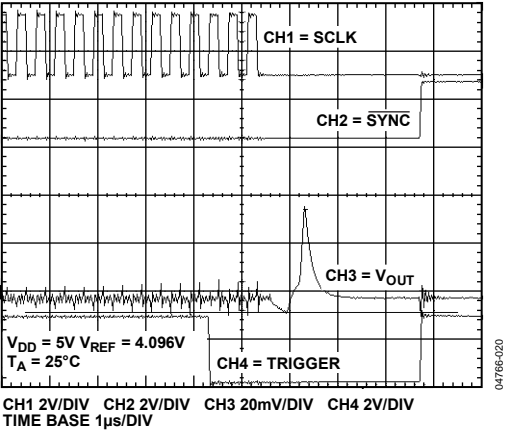 CH1 = SCLK
CH2 = S̅Y̅N̅C̅
CH3 = VOUT
VDD = 5V VREF = 4.096V
TA = 25°C
CH4 = TRIGGER
CH1 2V/DIV CH2 2V/DIV CH3 20mV/DIV CH4 2V/DIV
TIME BASE 1µs/DIV
04766-020